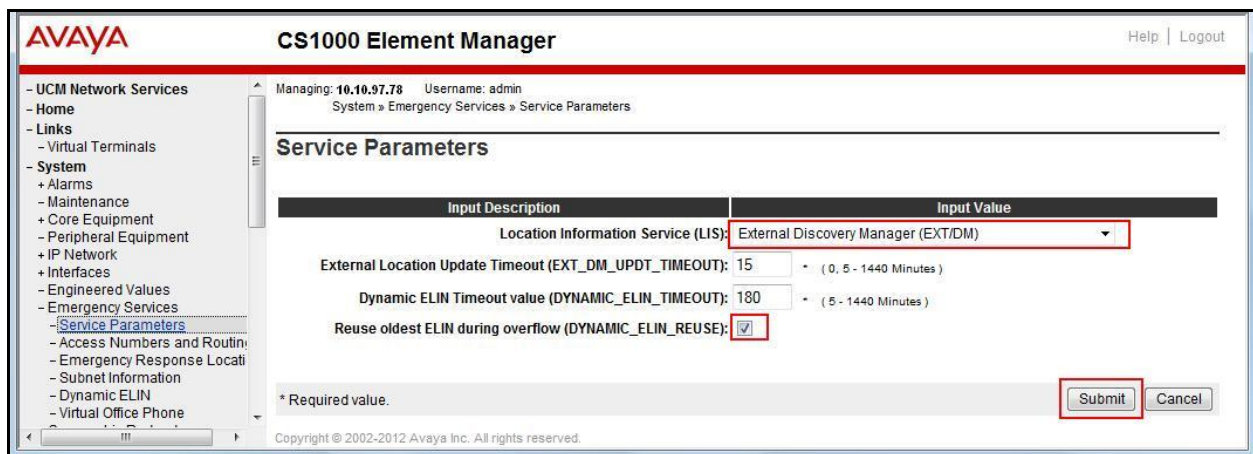 AVAYA
CS1000 Element Manager
Help | Logout
- UCM Network Services
- Home
- Links
- Virtual Terminals
- System
+ Alarms
- Maintenance
+ Core Equipment
- Peripheral Equipment
+ IP Network
+ Interfaces
- Engineered Values
- Emergency Services
- Service Parameters
- Access Numbers and Routin
- Emergency Response Locati
- Subnet Information
- Dynamic ELIN
- Virtual Office Phone
Managing: 10.10.97.78 Username: admin
System » Emergency Services » Service Parameters
Service Parameters
Input Description Input Value
Location Information Service (LIS): External Discovery Manager (EXT/DM)
External Location Update Timeout (EXT_DM_UPDT_TIMEOUT): 15 * ( 0, 5 - 1440 Minutes )
Dynamic ELIN Timeout value (DYNAMIC_ELIN_TIMEOUT): 180 * ( 5 - 1440 Minutes )
Reuse oldest ELIN during overflow (DYNAMIC_ELIN_REUSE):
* Required value.
Submit Cancel
Copyright © 2002-2012 Avaya Inc. All rights reserved.